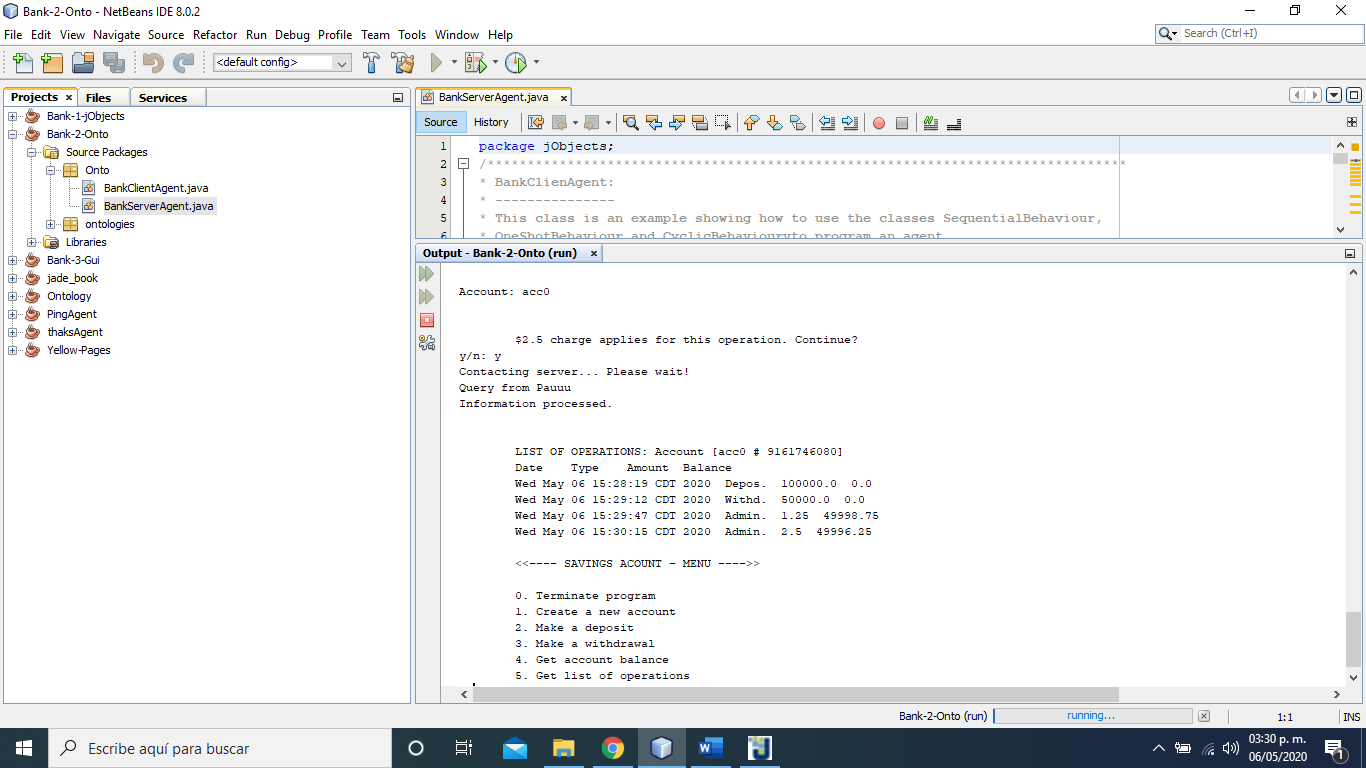 Bank-2-Onto - NetBeans IDE 8.0.2
File Edit View Navigate Source Refactor Run Debug Profile Team Tools Window Help
Search (Ctrl+I)
<default config>
Projects Files Services
Bank-1-jObjects
Bank-2-Onto
Source Packages
Onto
BankClientAgent.java
BankServerAgent.java
ontologies
Libraries
Bank-3-Gui
jade_book
Ontology
PingAgent
thaksAgent
Yellow-Pages
BankServerAgent.java
Source History
1 package jObjects;
2 /********************************************************************************
3 * BankClienAgent:
4 * ---------------
5 * This class is an example showing how to use the classes SequentialBehaviour,
6 * OneShotBehaviour and CyclicBehaviouryto program an agent
Output - Bank-2-Onto (run)
Account: acc0
$2.5 charge applies for this operation. Continue?
y/n: y
Contacting server... Please wait!
Query from Pauuu
Information processed.
LIST OF OPERATIONS: Account [acc0 # 9161746080]
Date Type Amount Balance
Wed May 06 15:28:19 CDT 2020 Depos. 100000.0 0.0
Wed May 06 15:29:12 CDT 2020 Withd. 50000.0 0.0
Wed May 06 15:29:47 CDT 2020 Admin. 1.25 49998.75
Wed May 06 15:30:15 CDT 2020 Admin. 2.5 49996.25
<<---- SAVINGS ACOUNT - MENU ---->>
0. Terminate program
1. Create a new account
2. Make a deposit
3. Make a withdrawal
4. Get account balance
5. Get list of operations
Bank-2-Onto (run) running... 1:1 INS
Escribe aquí para buscar
03:30 p. m.
06/05/2020
1